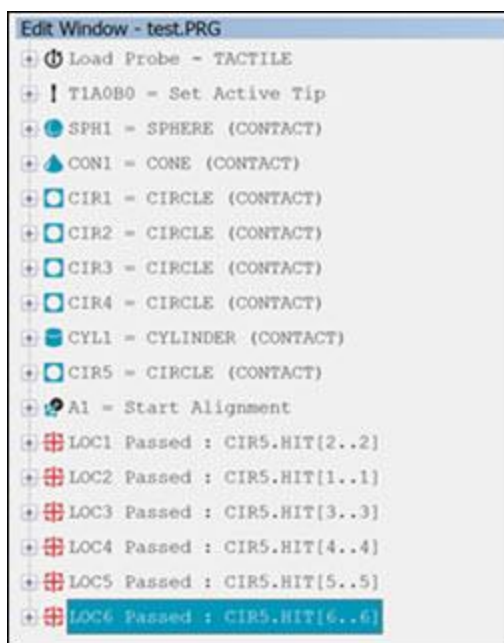 Edit Window - test.PRG
Load Probe - TACTILE
T1A0B0 = Set Active Tip
SPH1 = SPHERE (CONTACT)
CON1 = CONE (CONTACT)
CIR1 = CIRCLE (CONTACT)
CIR2 = CIRCLE (CONTACT)
CIR3 = CIRCLE (CONTACT)
CIR4 = CIRCLE (CONTACT)
CYL1 = CYLINDER (CONTACT)
CIR5 = CIRCLE (CONTACT)
A1 = Start Alignment
LOC1 Passed : CIR5.HIT[2..2]
LOC2 Passed : CIR5.HIT[1..1]
LOC3 Passed : CIR5.HIT[3..3]
LOC4 Passed : CIR5.HIT[4..4]
LOC5 Passed : CIR5.HIT[5..5]
LOC6 Passed : CIR5.HIT[6..6]